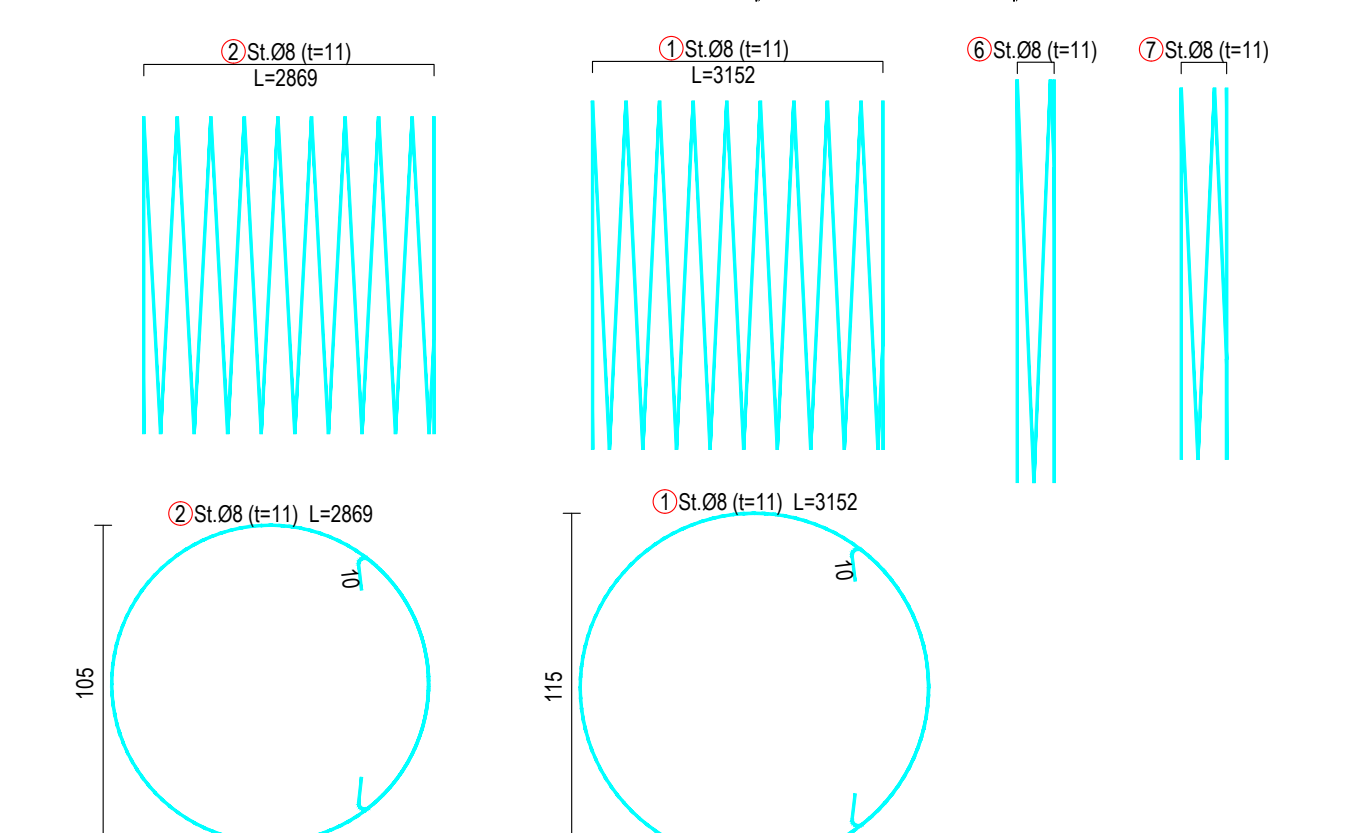 ②St.Ø8 (t=11)
L=2869
①St.Ø8 (t=11)
L=3152
⑥St.Ø8 (t=11)
⑦St.Ø8 (t=11)
②St.Ø8 (t=11) L=2869
10
105
①St.Ø8 (t=11) L=3152
10
115